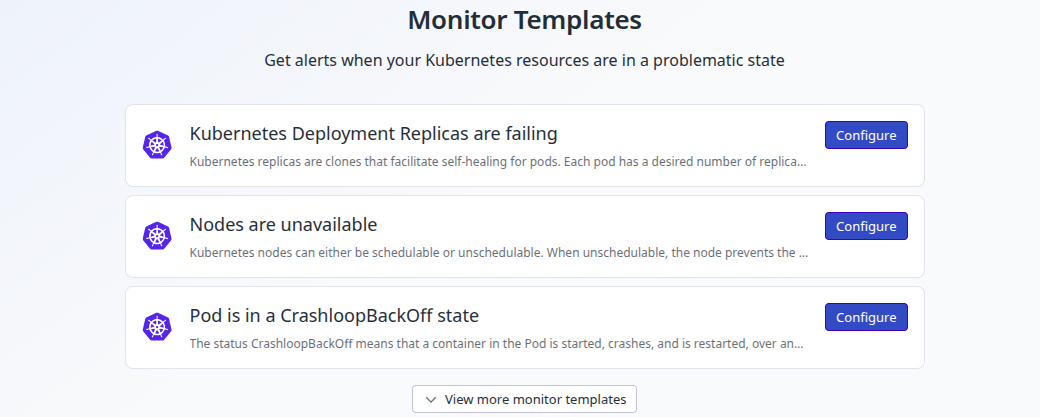 Monitor Templates
Get alerts when your Kubernetes resources are in a problematic state
Kubernetes Deployment Replicas are failing
Configure
Kubernetes replicas are clones that facilitate self-healing for pods. Each pod has a desired number of replica...
Nodes are unavailable
Configure
Kubernetes nodes can either be schedulable or unschedulable. When unschedulable, the node prevents the ...
Pod is in a CrashloopBackOff state
Configure
The status CrashloopBackOff means that a container in the Pod is started, crashes, and is restarted, over an...
View more monitor templates